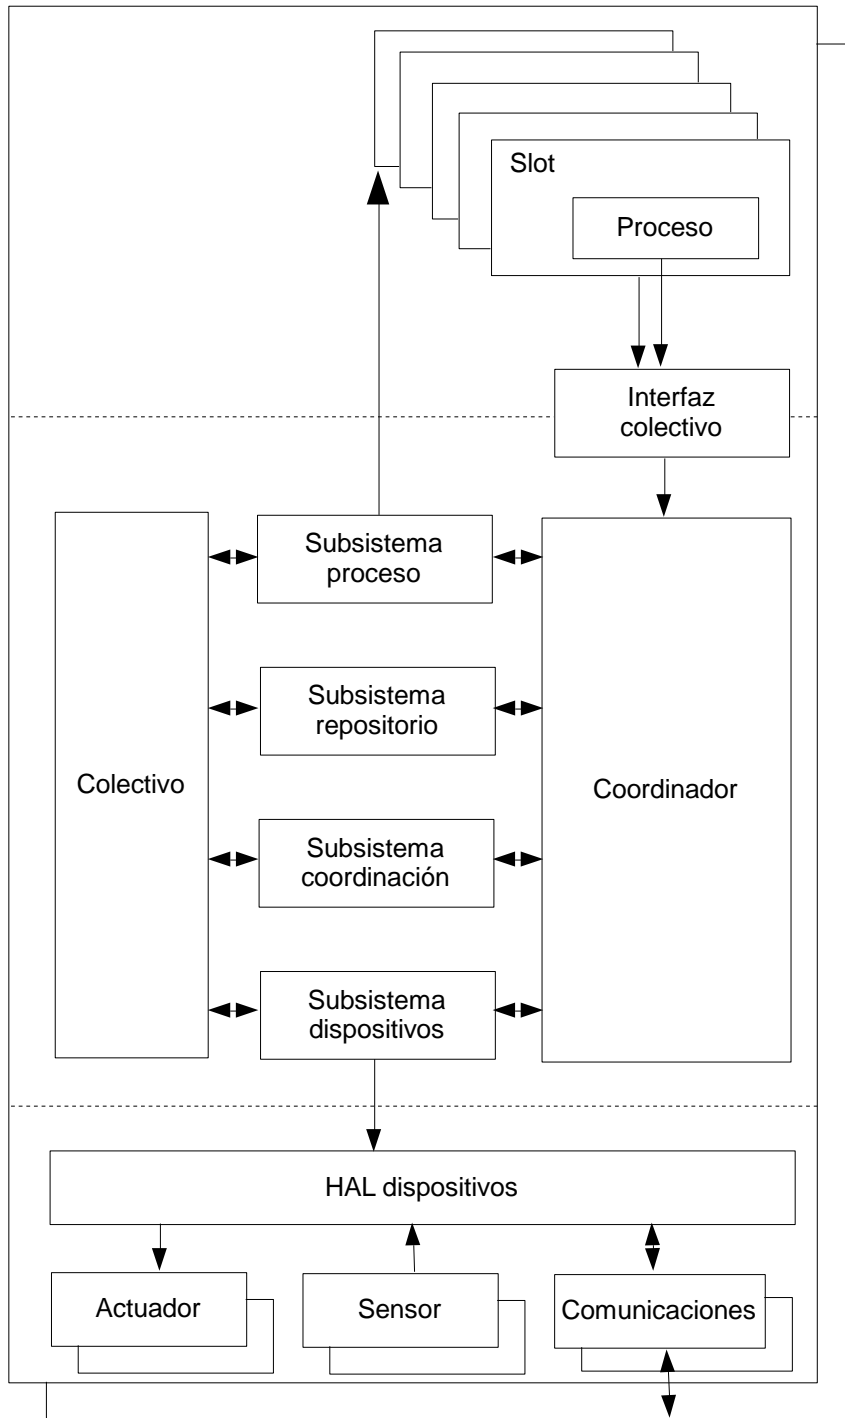 Slot
Proceso
Interfaz
colectivo
Subsistema
proceso
Subsistema
repositorio
Colectivo
Coordinador
Subsistema
coordinación
Subsistema
dispositivos
HAL dispositivos
Actuador
Sensor
Comunicaciones